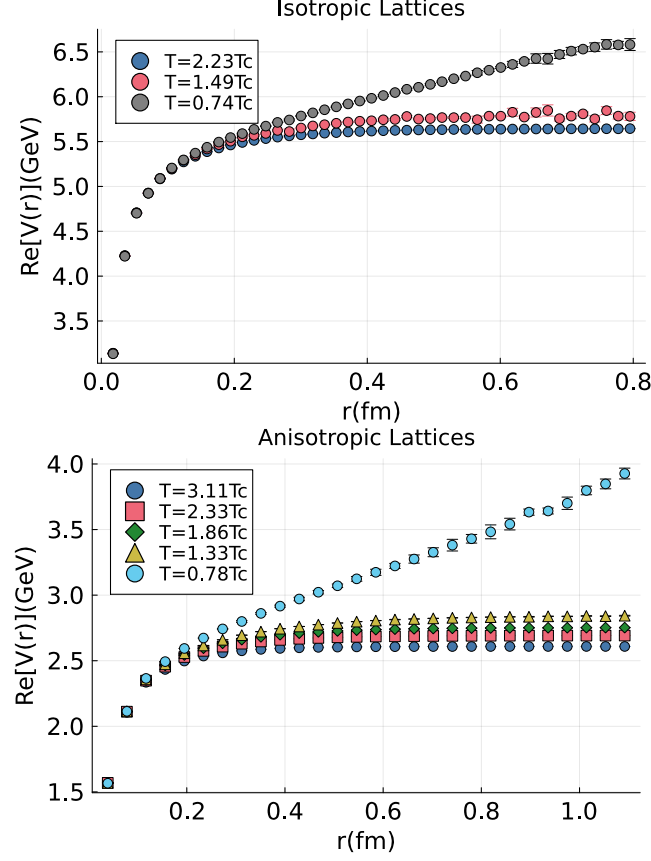 Isotropic Lattices
Re[V(r)](GeV)
6.5
6.0
5.5
5.0
4.5
4.0
3.5
T=2.23Tc
T=1.49Tc
T=0.74Tc
0.0 0.2 0.4 0.6 0.8
r(fm)
Anisotropic Lattices
Re[V(r)](GeV)
4.0
3.5
3.0
2.5
2.0
1.5
T=3.11Tc
T=2.33Tc
T=1.86Tc
T=1.33Tc
T=0.78Tc
0.2 0.4 0.6 0.8 1.0
r(fm)